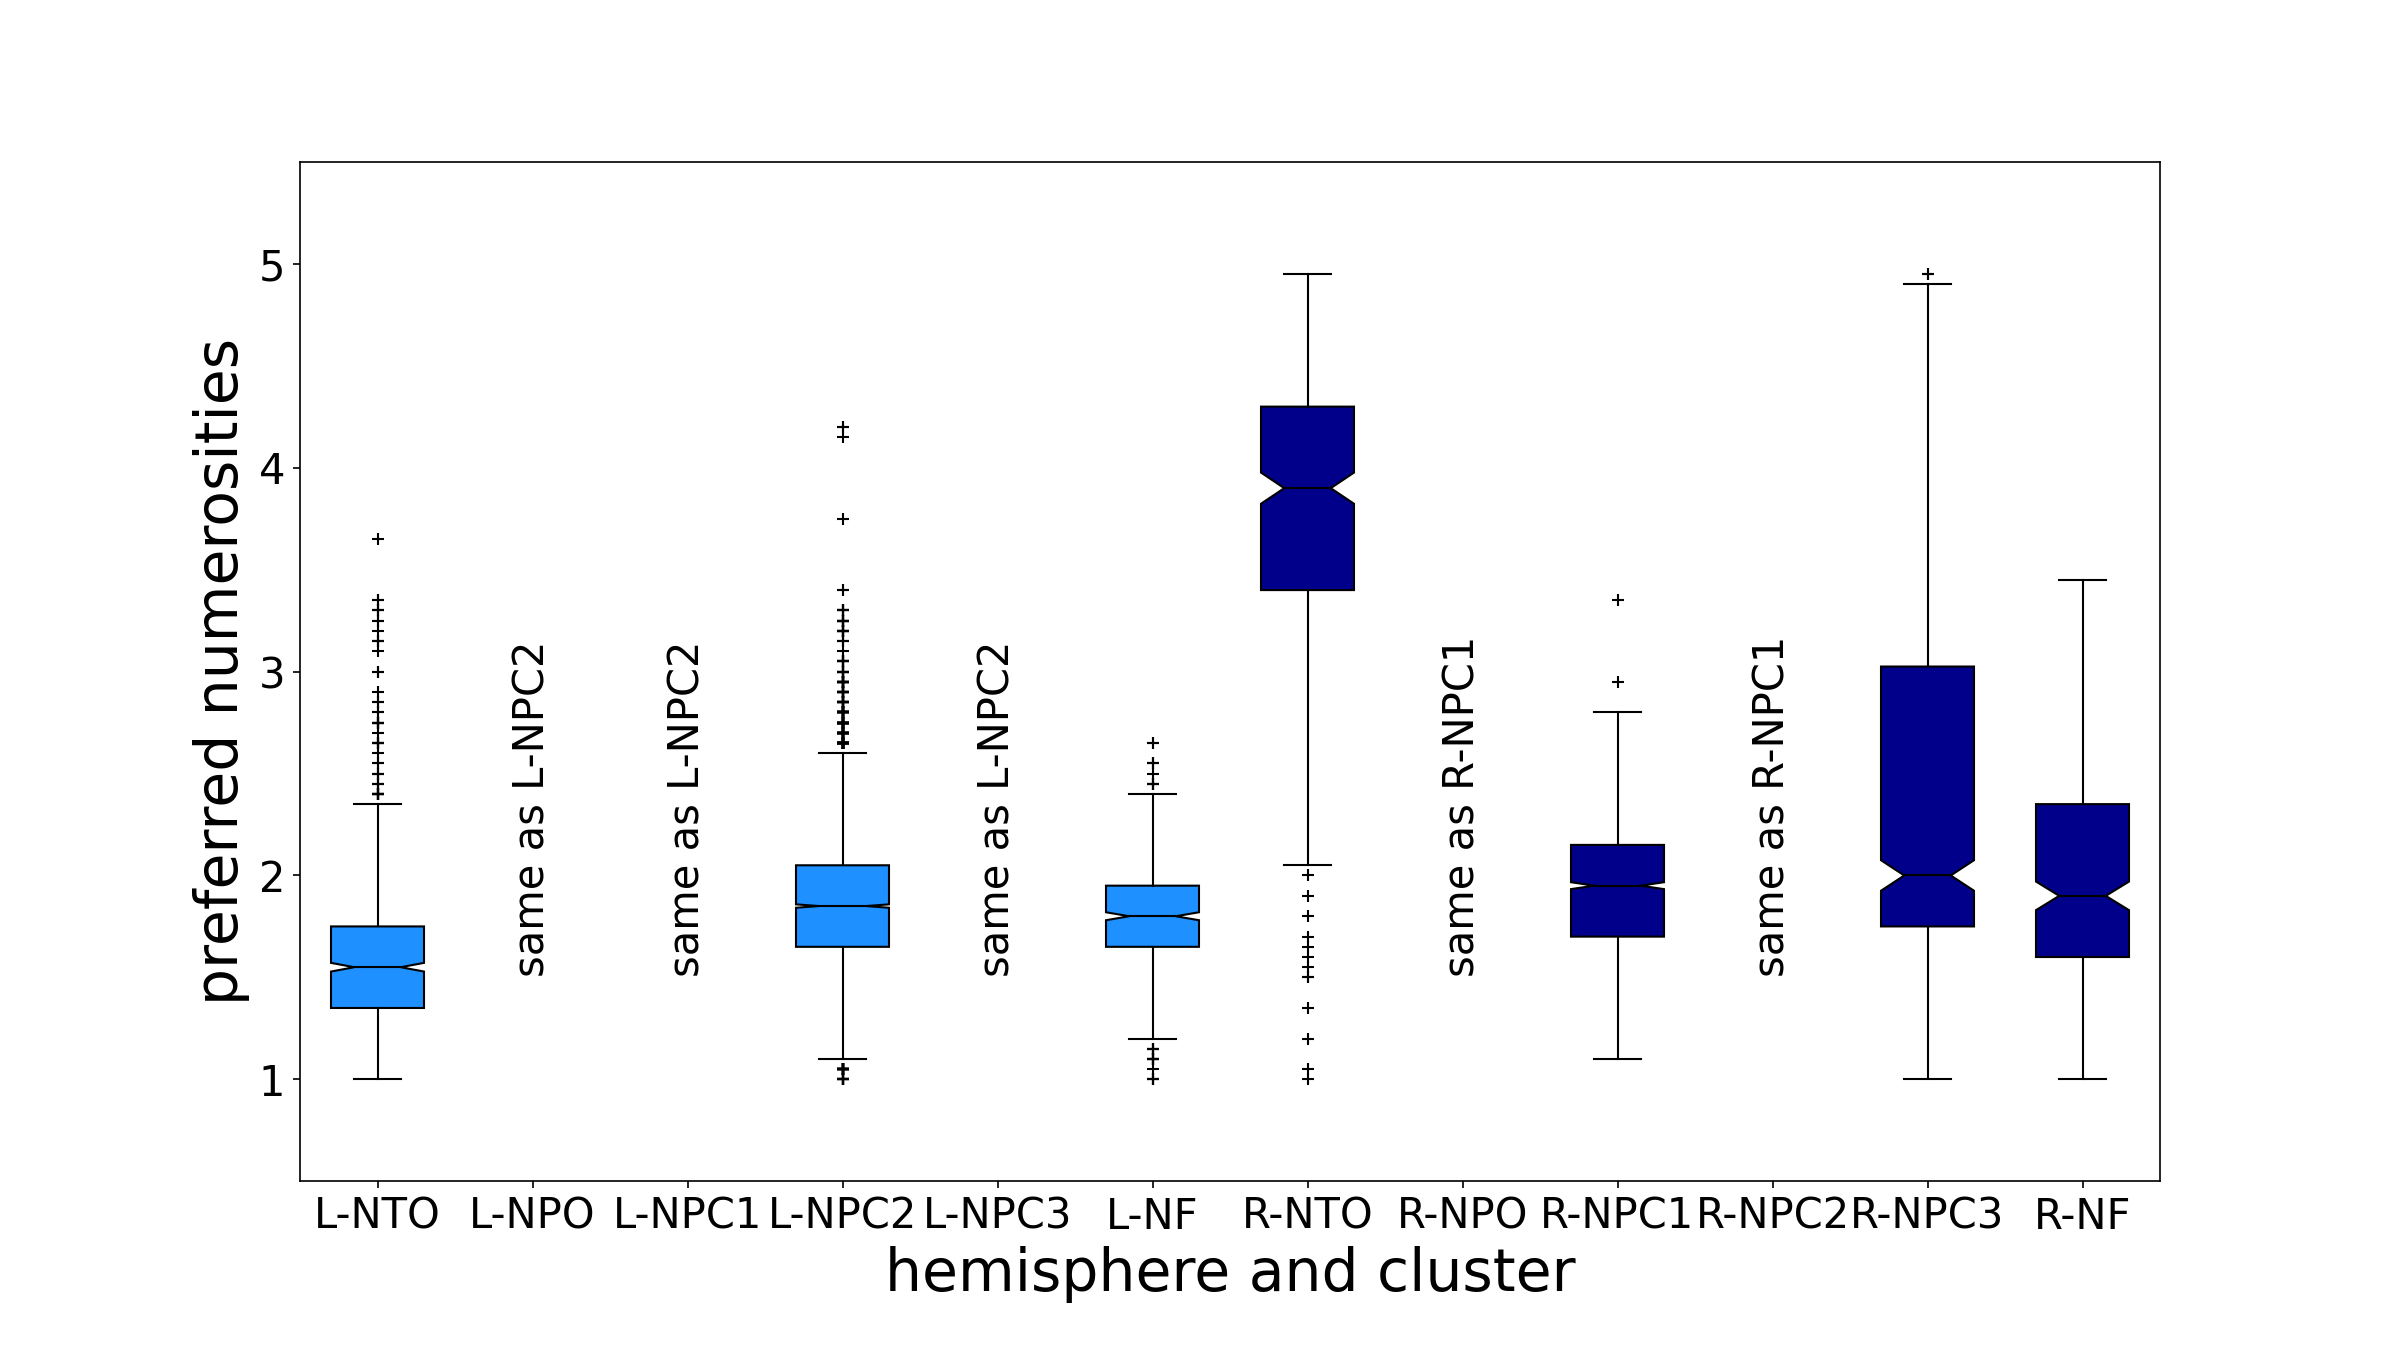 preferred numerosities
5
4
3
2
1
same as L-NPC2
same as L-NPC2
same as L-NPC2
same as R-NPC1
same as R-NPC1
L-NTO L-NPO L-NPC1 L-NPC2 L-NPC3 L-NF R-NTO R-NPO R-NPC1 R-NPC2 R-NPC3 R-NF
hemisphere and cluster